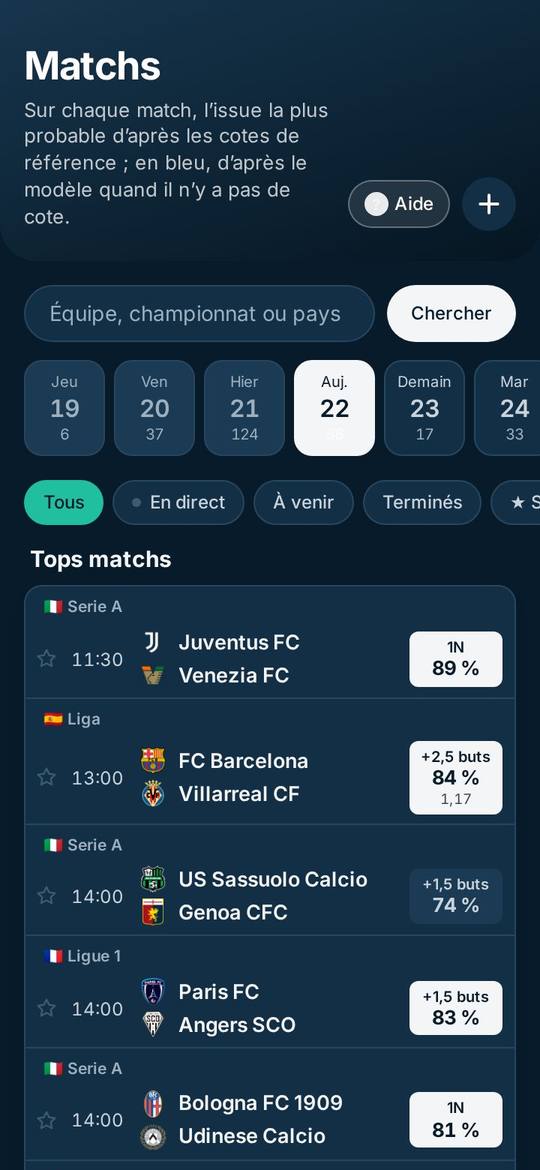 Matchs
Sur chaque match, l’issue la plus
probable d’après les cotes de
référence ; en bleu, d’après le
modèle quand il n’y a pas de
cote.
Aide
Équipe, championnat ou pays
Chercher
Jeu
19
6
Ven
20
37
Hier
21
124
Auj.
22
Demain
23
17
Mar
24
33
Tous
En direct
À venir
Terminés
★ S
Tops matchs
Serie A
11:30
Juventus FC
Venezia FC
1N
89 %
Liga
13:00
FC Barcelona
Villarreal CF
+2,5 buts
84 %
1,17
Serie A
14:00
US Sassuolo Calcio
Genoa CFC
+1,5 buts
74 %
Ligue 1
14:00
Paris FC
Angers SCO
+1,5 buts
83 %
Serie A
14:00
Bologna FC 1909
Udinese Calcio
1N
81 %